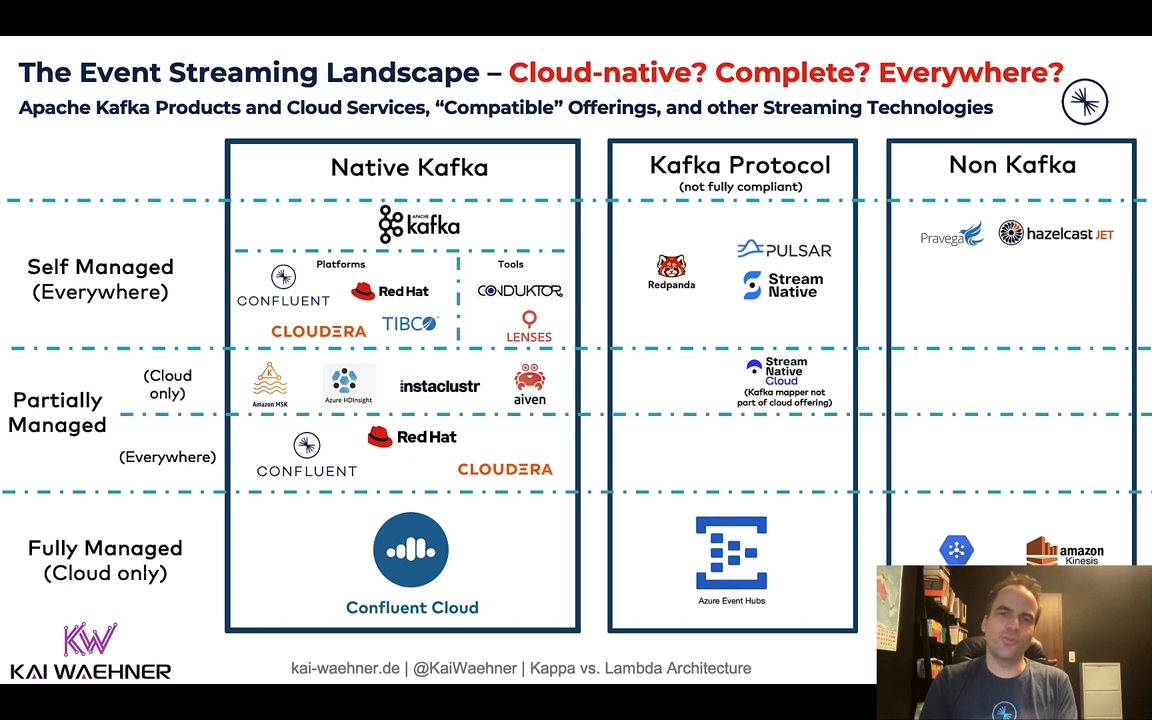 The Event Streaming Landscape – Cloud-native? Complete? Everywhere?
Apache Kafka Products and Cloud Services, “Compatible” Offerings, and other Streaming Technologies
Native Kafka
Kafka Protocol
(not fully compliant)
Non Kafka
Self Managed
(Everywhere)
APACHE
kafka
Platforms
Tools
CONFLUENT
Red Hat
CLOUDERA
TIBCO
CONDUKTOR
LENSES
Redpanda
PULSAR
Stream
Native
Pravega
hazelcast JET
Partially
Managed
(Cloud
only)
Amazon MSK
Azure HDInsight
instaclustr
aiven
Stream
Native
Cloud
(Kafka mapper not
part of cloud offering)
(Everywhere)
CONFLUENT
Red Hat
CLOUDERA
Fully Managed
(Cloud only)
Confluent Cloud
Azure Event Hubs
amazon
Kinesis
KW
KAI WAEHNER
kai-waehner.de | @KaiWaehner | Kappa vs. Lambda Architecture